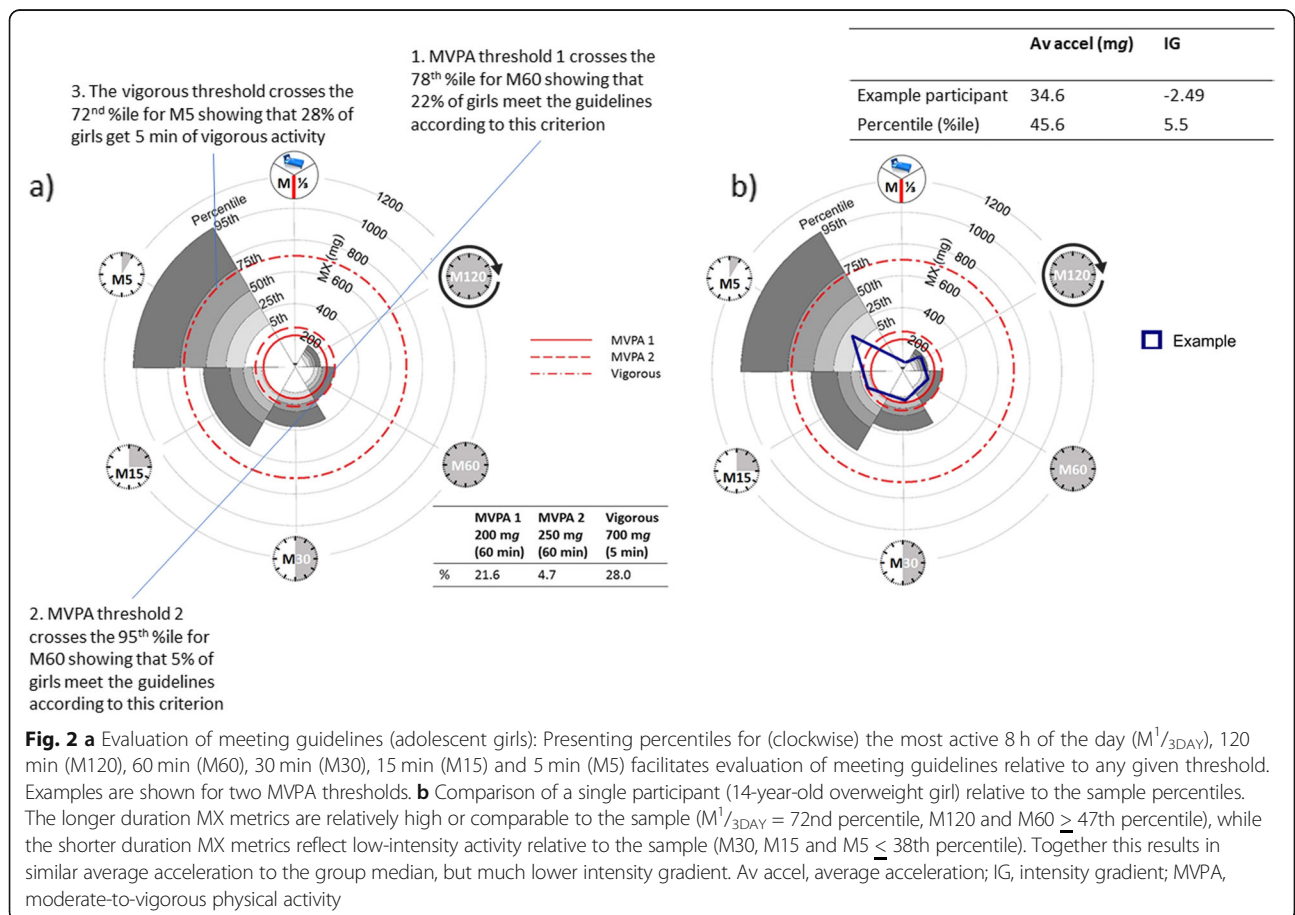 3. The vigorous threshold crosses the
72nd %ile for M5 showing that 28% of
girls get 5 min of vigorous activity
1. MVPA threshold 1 crosses the
78th %ile for M60 showing that
22% of girls meet the guidelines
according to this criterion
a)
M ⅓
Percentile
95th
75th
50th
25th
5th
MX (mg)
200
400
600
800
1000
1200
M5
M120
M15
M60
M30
MVPA 1
MVPA 2
Vigorous
MVPA 1 MVPA 2 Vigorous
200 mg 250 mg 700 mg
(60 min) (60 min) (5 min)
% 21.6 4.7 28.0
2. MVPA threshold 2
crosses the 95th %ile for
M60 showing that 5% of
girls meet the guidelines
according to this criterion
Av accel (mg) IG
Example participant 34.6 -2.49
Percentile (%ile) 45.6 5.5
b)
M ⅓
Percentile
95th
75th
50th
25th
5th
MX (mg)
200
400
600
800
1000
1200
M5
M120
M15
M60
M30
Example
Fig. 2 a Evaluation of meeting guidelines (adolescent girls): Presenting percentiles for (clockwise) the most active 8 h of the day (M1/3DAY), 120
min (M120), 60 min (M60), 30 min (M30), 15 min (M15) and 5 min (M5) facilitates evaluation of meeting guidelines relative to any given threshold.
Examples are shown for two MVPA thresholds. b Comparison of a single participant (14-year-old overweight girl) relative to the sample percentiles.
The longer duration MX metrics are relatively high or comparable to the sample (M1/3DAY = 72nd percentile, M120 and M60 ≥ 47th percentile), while
the shorter duration MX metrics reflect low-intensity activity relative to the sample (M30, M15 and M5 ≤ 38th percentile). Together this results in
similar average acceleration to the group median, but much lower intensity gradient. Av accel, average acceleration; IG, intensity gradient; MVPA,
moderate-to-vigorous physical activity